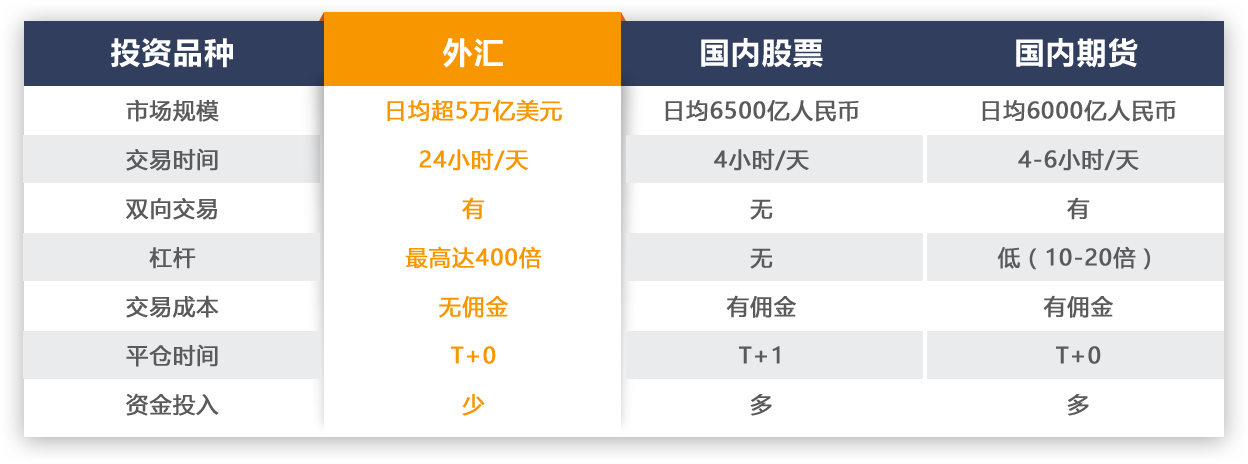 投资品种 外汇 国内股票 国内期货
市场规模 日均超5万亿美元 日均6500亿人民币 日均6000亿人民币
交易时间 24小时/天 4小时/天 4-6小时/天
双向交易 有 无 有
杠杆 最高达400倍 无 低（10-20倍）
交易成本 无佣金 有佣金 有佣金
平仓时间 T+0 T+1 T+0
资金投入 少 多 多